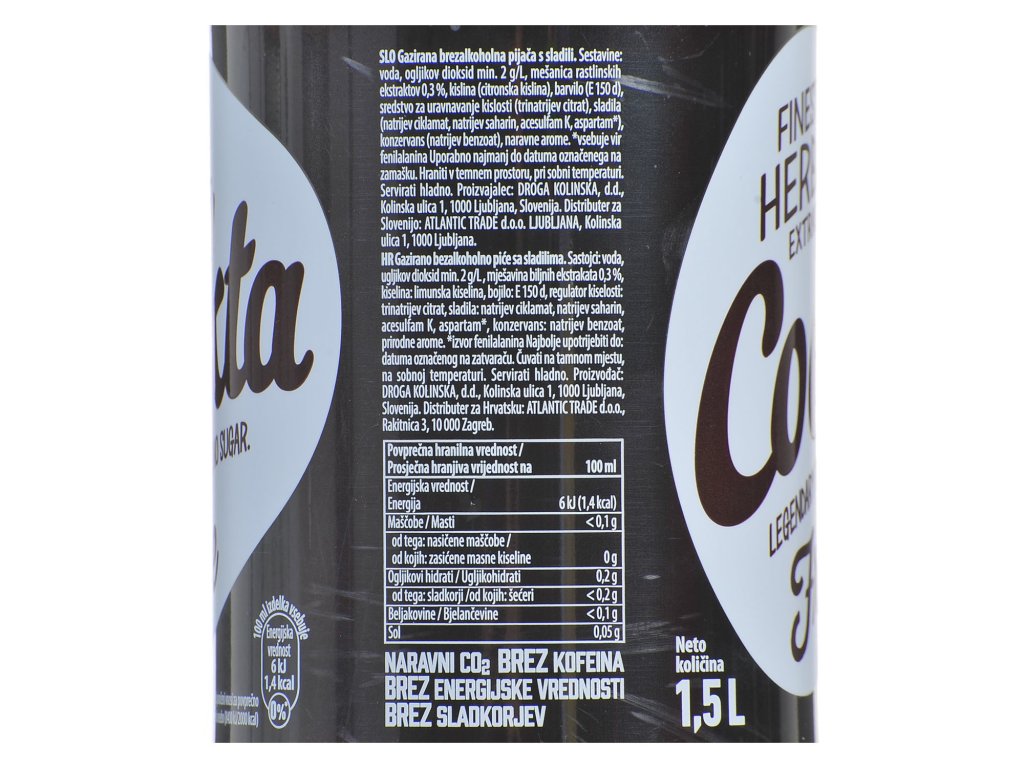 SLO Gazirana brezalkoholna pijača s sladili. Sestavine:
voda, ogljikov dioksid min. 2 g/L, mešanica rastlinskih
ekstraktov 0,3 %, kislina (citronska kislina), barvilo (E 150 d),
sredstvo za uravnavanje kislosti (trinatrijev citrat), sladila
(natrijev ciklamat, natrijev saharin, acesulfam K, aspartam*),
konzervans (natrijev benzoat), naravne arome. *vsebuje vir
fenilalanina Uporabno najmanj do datuma označenega na
zamašku. Hraniti v temnem prostoru, pri sobni temperaturi.
Servirati hladno. Proizvajalec: DROGA KOLINSKA, d.d.,
Kolinska ulica 1, 1000 Ljubljana, Slovenija. Distributer za
Slovenijo: ATLANTIC TRADE d.o.o. LJUBLJANA, Kolinska
ulica 1, 1000 Ljubljana.
HR Gazirano bezalkoholno piće sa sladilima. Sastojci: voda,
ugljikov dioksid min. 2 g/L, mješavina biljnih ekstrakata 0,3 %,
kiselina: limunska kiselina, bojilo: E 150 d, regulator kiselosti:
trinatrijev citrat, sladila: natrijev ciklamat, natrijev saharin,
acesulfam K, aspartam*, konzervans: natrijev benzoat,
prirodne arome. *izvor fenilalanina Najbolje upotrijebiti do:
datuma označenog na zatvaraču. Čuvati na tamnom mjestu,
na sobnoj temperaturi. Servirati hladno. Proizvođač:
DROGA KOLINSKA, d.d., Kolinska ulica 1, 1000 Ljubljana,
Slovenija. Distributer za Hrvatsku: ATLANTIC TRADE d.o.o.,
Rakitnica 3, 10 000 Zagreb.
Povprečna hranilna vrednost /
Prosječna hranjiva vrijednost na 100 ml
Energijska vrednost /
Energija 6 kJ (1,4 kcal)
Maščobe / Masti < 0,1 g
od tega: nasičene maščobe /
od kojih: zasićene masne kiseline 0 g
Ogljikovi hidrati / Ugljikohidrati 0,2 g
od tega: sladkorji /od kojih: šećeri < 0,2 g
Beljakovine / Bjelančevine < 0,1 g
Sol 0,05 g
NARAVNI CO2 BREZ KOFEINA
BREZ ENERGIJSKE VREDNOSTI
BREZ SLADKORJEV
Neto
količina
1,5 L
100 ml izdelka vsebuje
Energijska
vrednost
6 kJ
1,4 kcal
0%*
kta
SUGAR.
FINES
HER
EXTR
Co
LEGENDAR